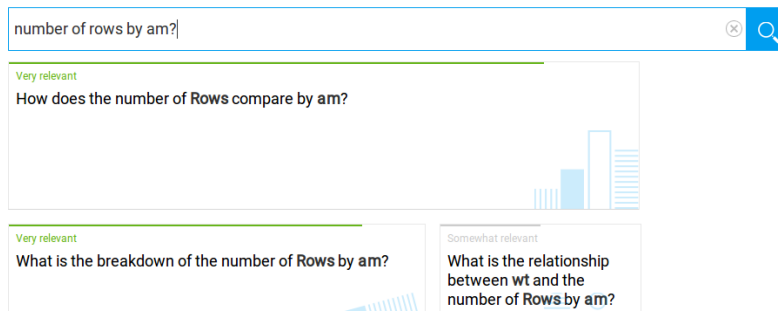 number of rows by am?
Very relevant
How does the number of Rows compare by am?
Very relevant
What is the breakdown of the number of Rows by am?
Somewhat relevant
What is the relationship
between wt and the
number of Rows by am?